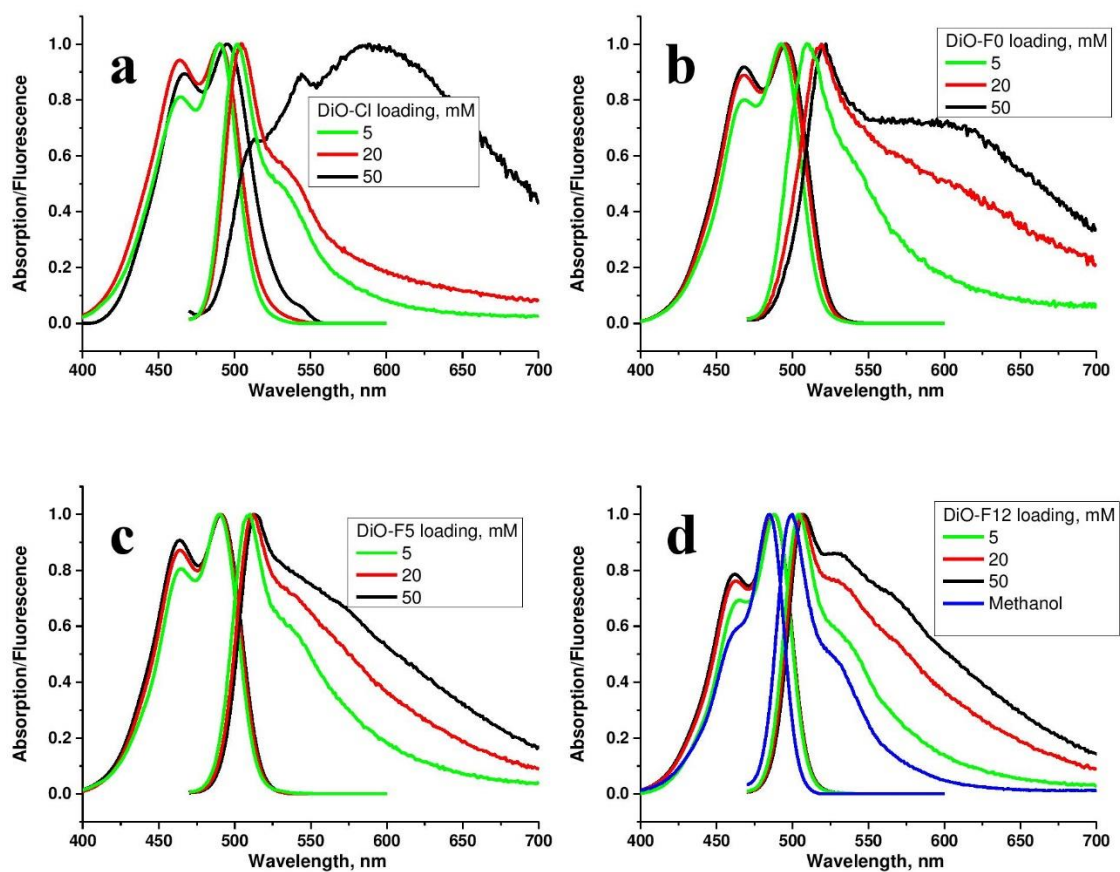 a
DiO-Cl loading, mM
5
20
50
Absorption/Fluorescence
1.0
0.8
0.6
0.4
0.2
0.0
400 450 500 550 600 650 700
Wavelength, nm
b
DiO-F0 loading, mM
5
20
50
Absorption/Fluorescence
1.0
0.8
0.6
0.4
0.2
0.0
400 450 500 550 600 650 700
Wavelength, nm
c
DiO-F5 loading, mM
5
20
50
Absorption/Fluorescence
1.0
0.8
0.6
0.4
0.2
0.0
400 450 500 550 600 650 700
Wavelength, nm
d
DiO-F12 loading, mM
5
20
50
Methanol
Absorption/Fluorescence
1.0
0.8
0.6
0.4
0.2
0.0
400 450 500 550 600 650 700
Wavelength, nm